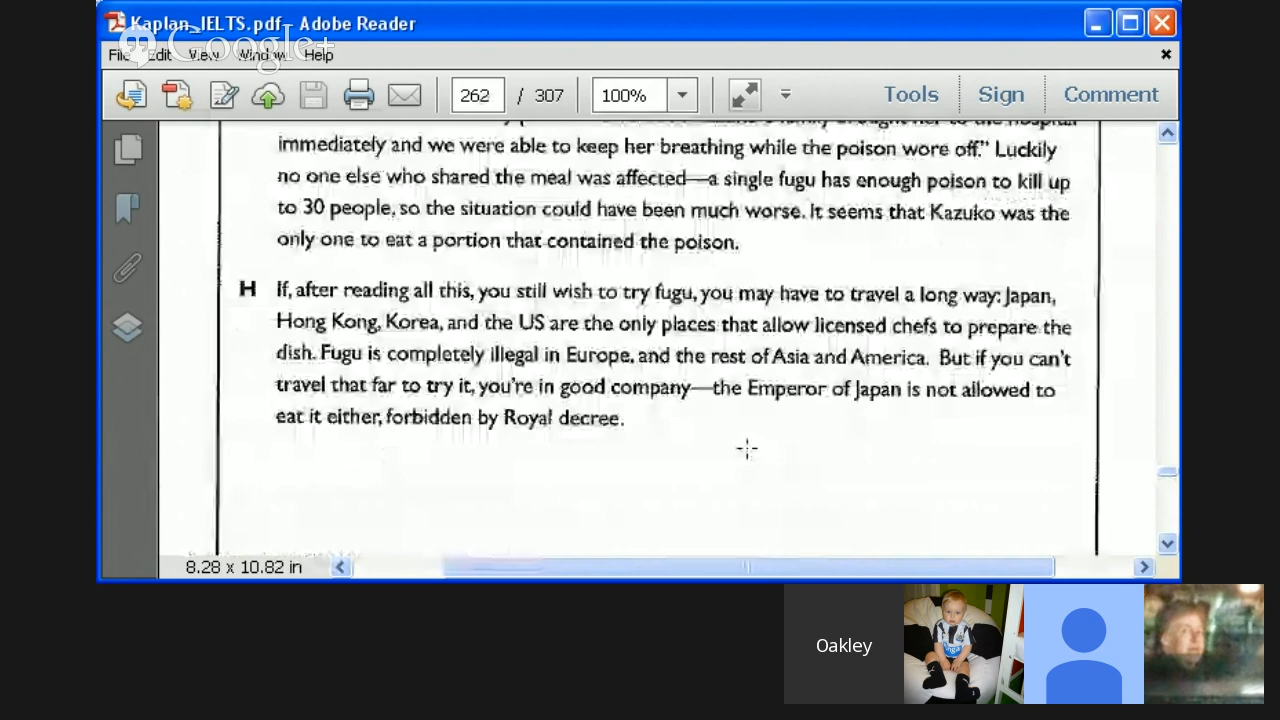 Kaplan_IELTS.pdf - Adobe Reader
Google+
File Edit View Window Help
262 / 307 100% Tools Sign Comment
brought her to the hospital
immediately and we were able to keep her breathing while the poison wore off.” Luckily
no one else who shared the meal was affected—a single fugu has enough poison to kill up
to 30 people, so the situation could have been much worse. It seems that Kazuko was the
only one to eat a portion that contained the poison.
H If, after reading all this, you still wish to try fugu, you may have to travel a long way: Japan,
Hong Kong, Korea, and the US are the only places that allow licensed chefs to prepare the
dish. Fugu is completely illegal in Europe, and the rest of Asia and America. But if you can’t
travel that far to try it, you’re in good company—the Emperor of Japan is not allowed to
eat it either, forbidden by Royal decree.
8.28 x 10.82 in
Oakley